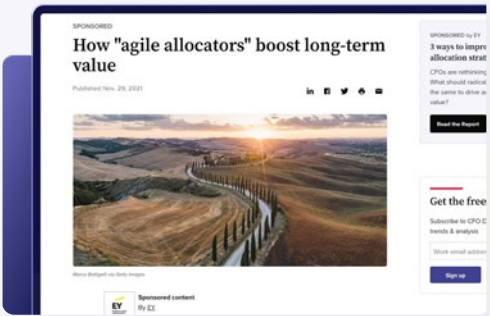 SPONSORED
How "agile allocators" boost long-term
value
Published Nov. 29, 2021
Marco Bottigelli via Getty Images
EY
Sponsored content
By EY
SPONSORED by EY
3 ways to impro
allocation strat
CFOs are rethinking
What should radical
the same to drive
value?
Read the Report
Get the free
Subscribe to CFO D
trends & analysis
Work email addres
Sign up